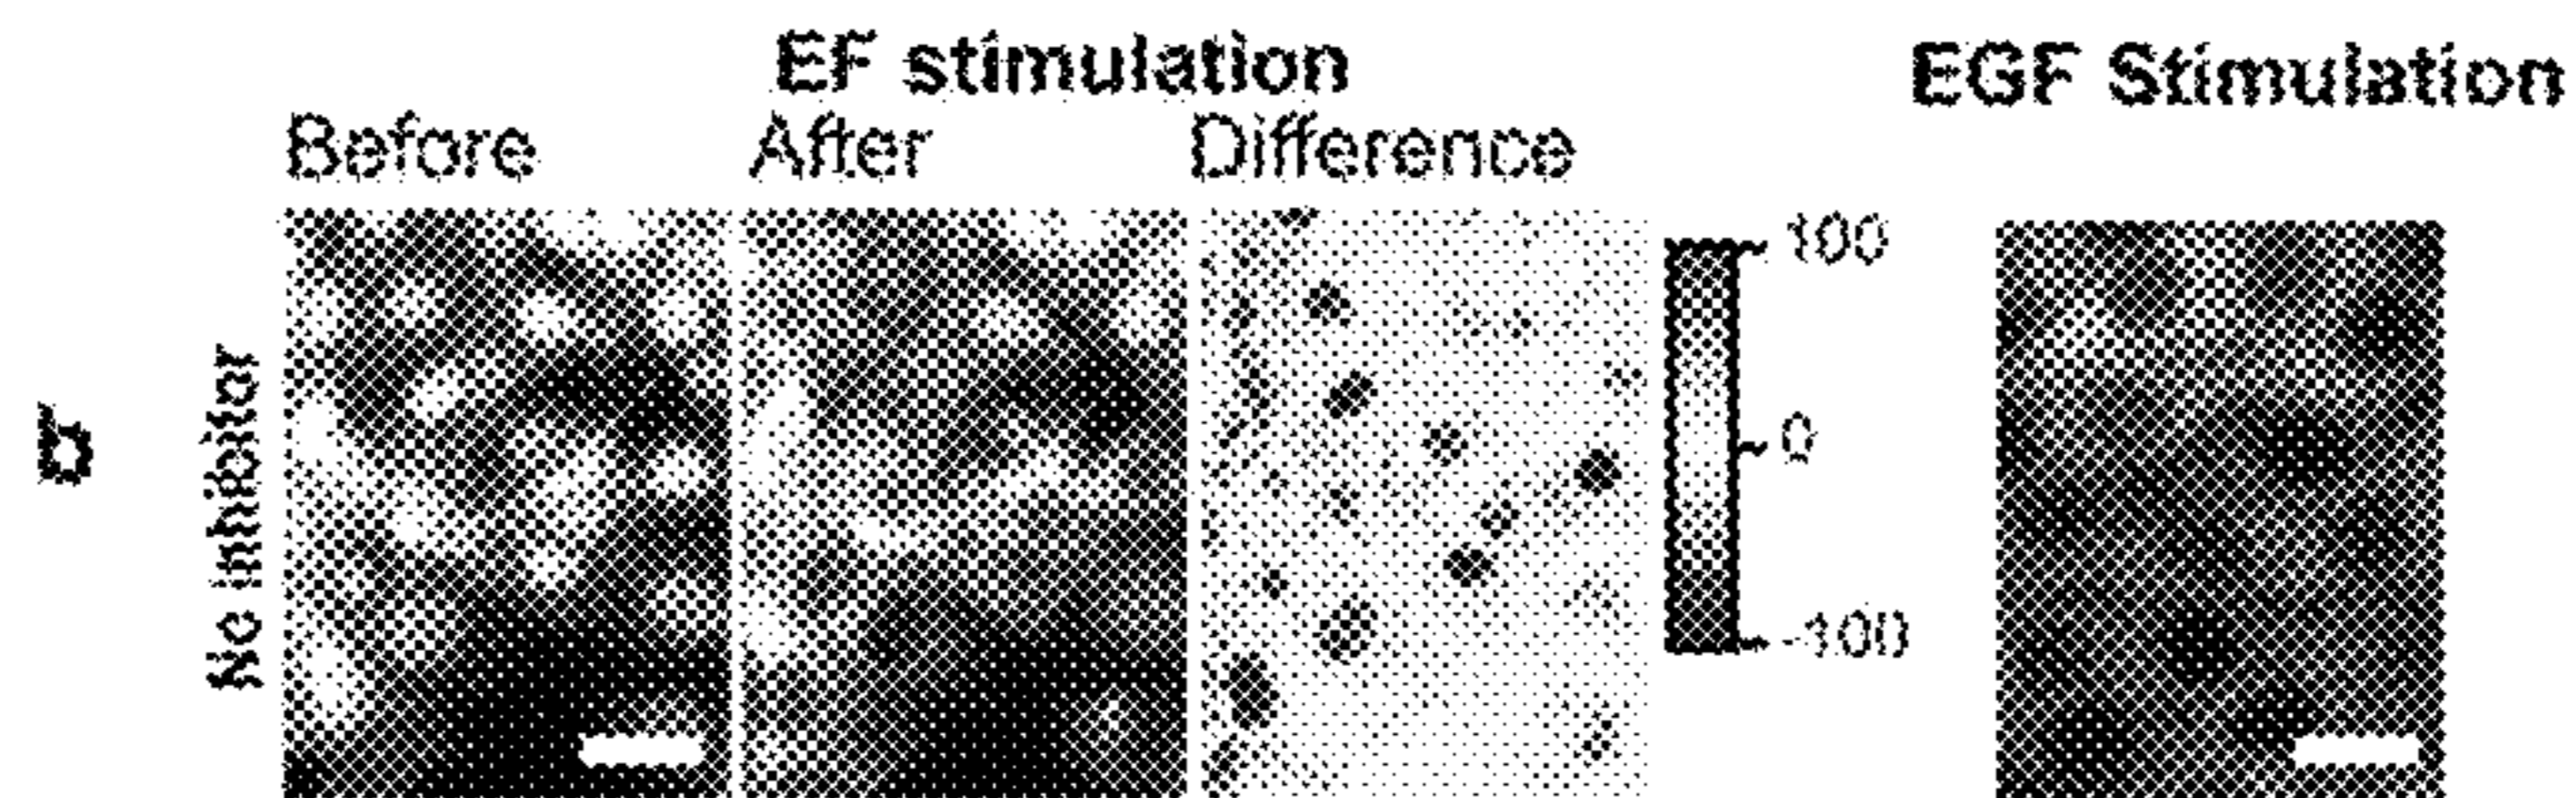 EF stimulation
EGF Stimulation
Before
After
Difference
100
0
-100
No inhibitor
b